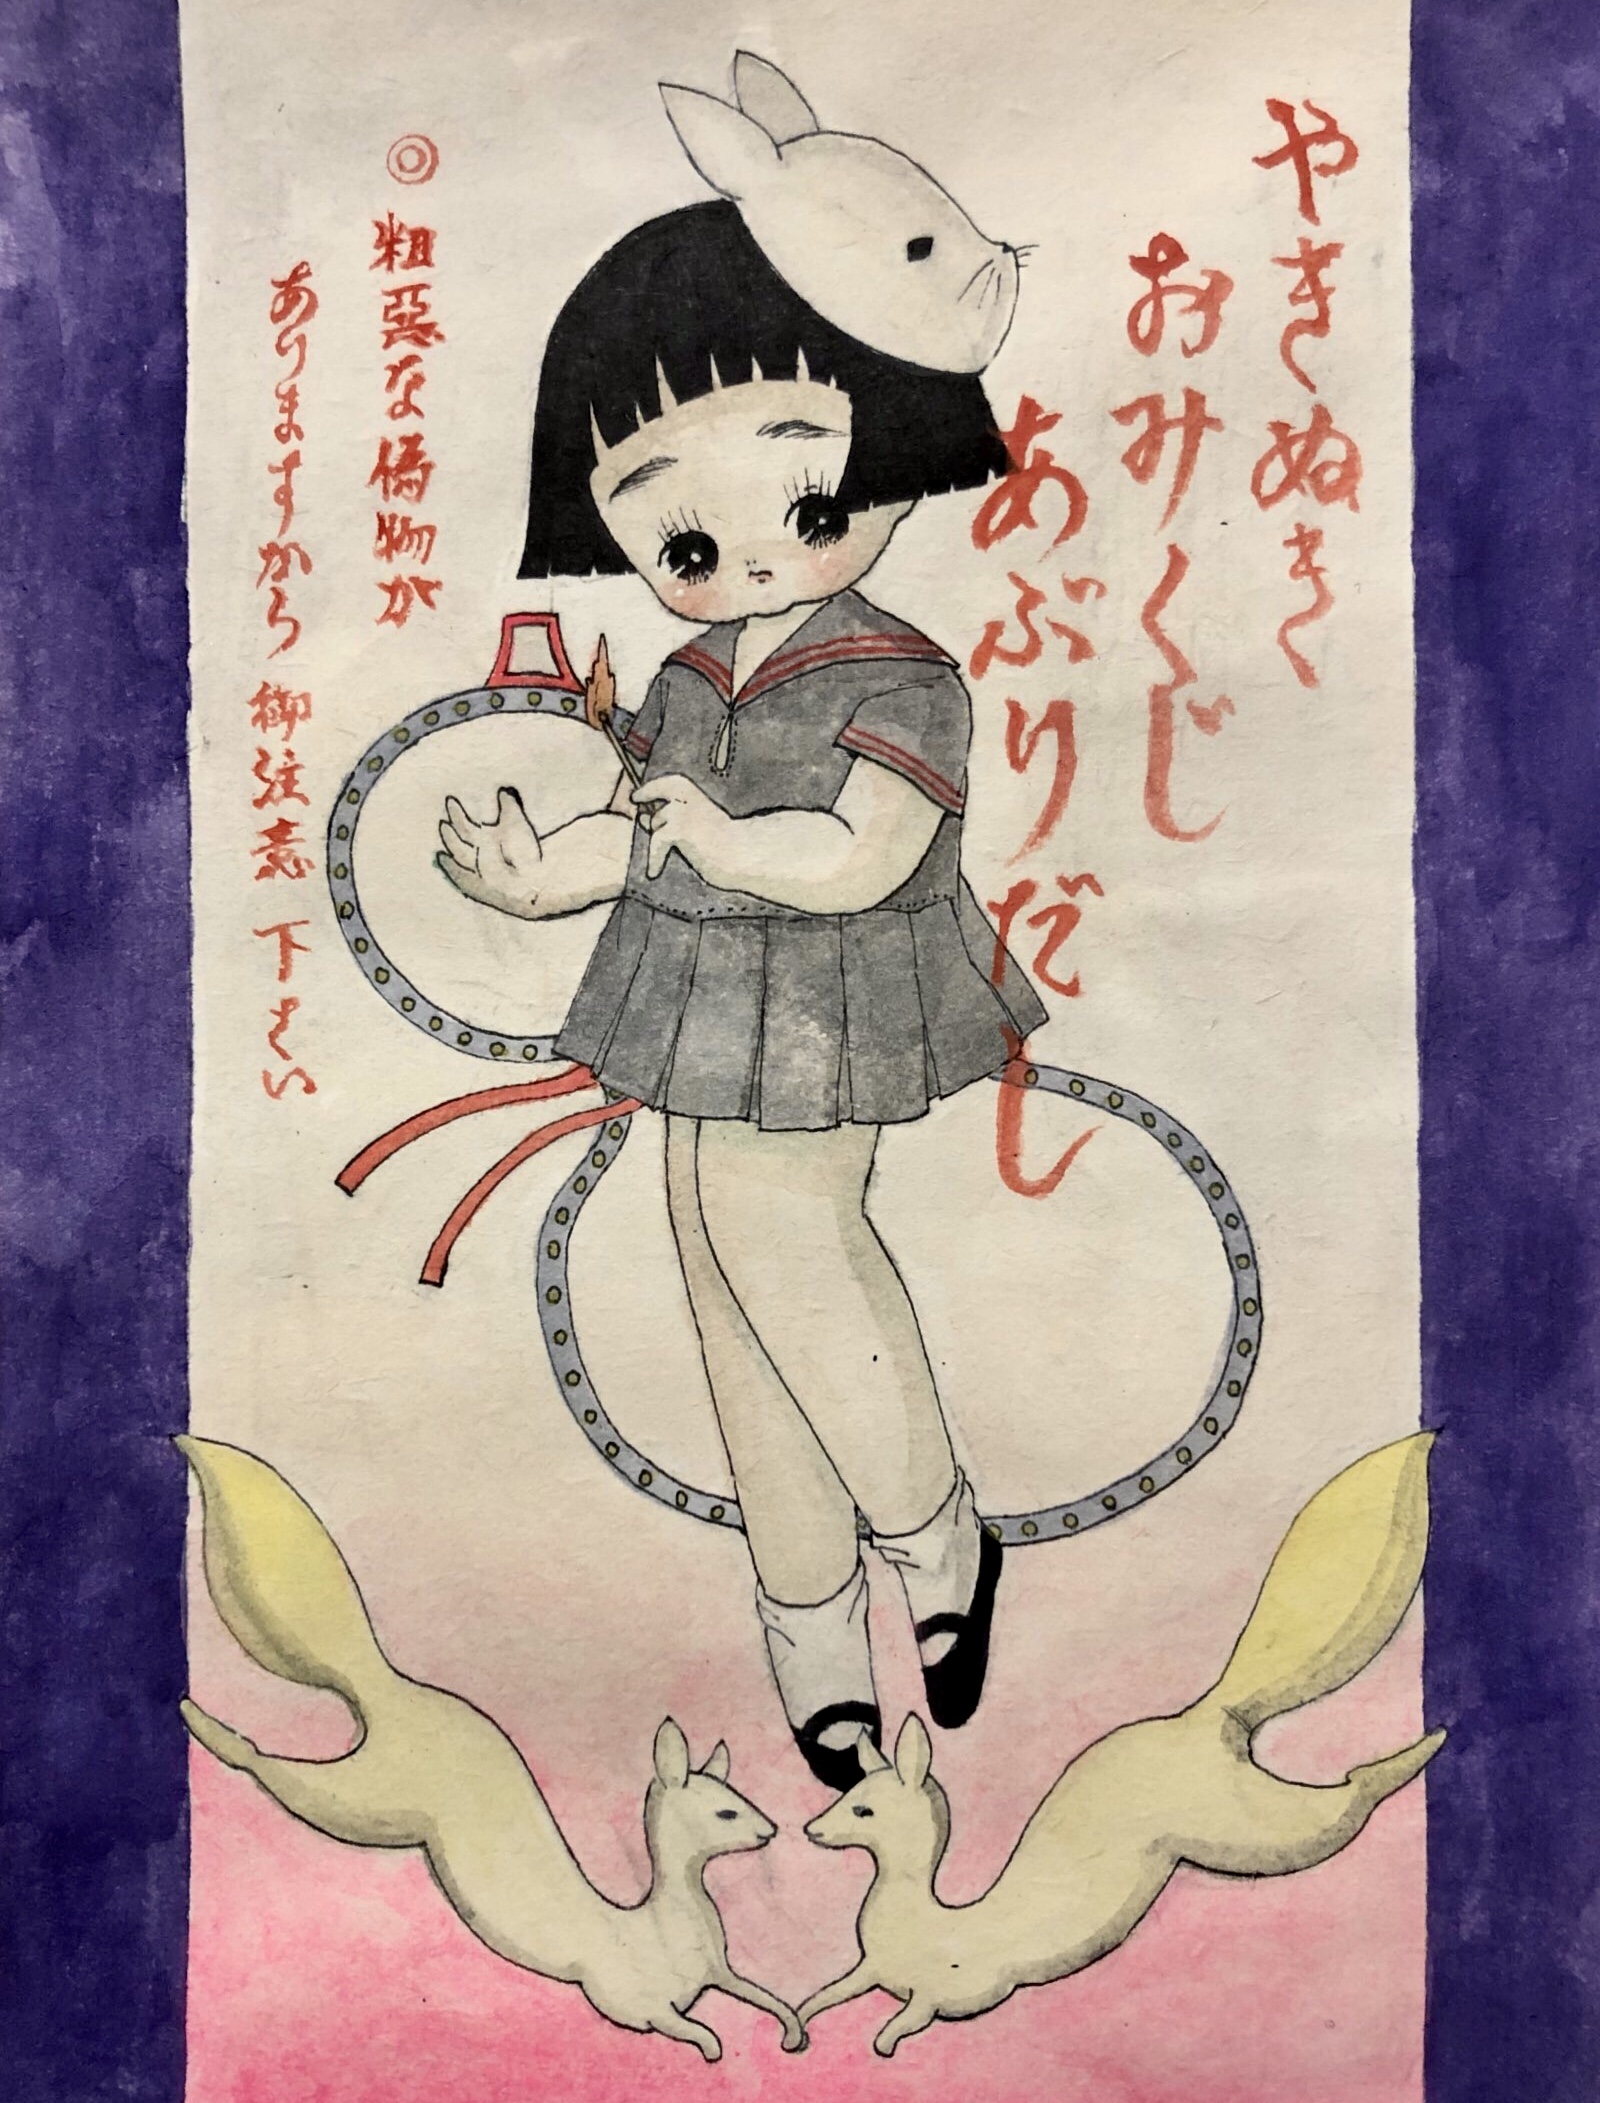 やきぬき
おみくじ
あぶりだし
◎粗惡な偽物が
ありますから御注意下さい